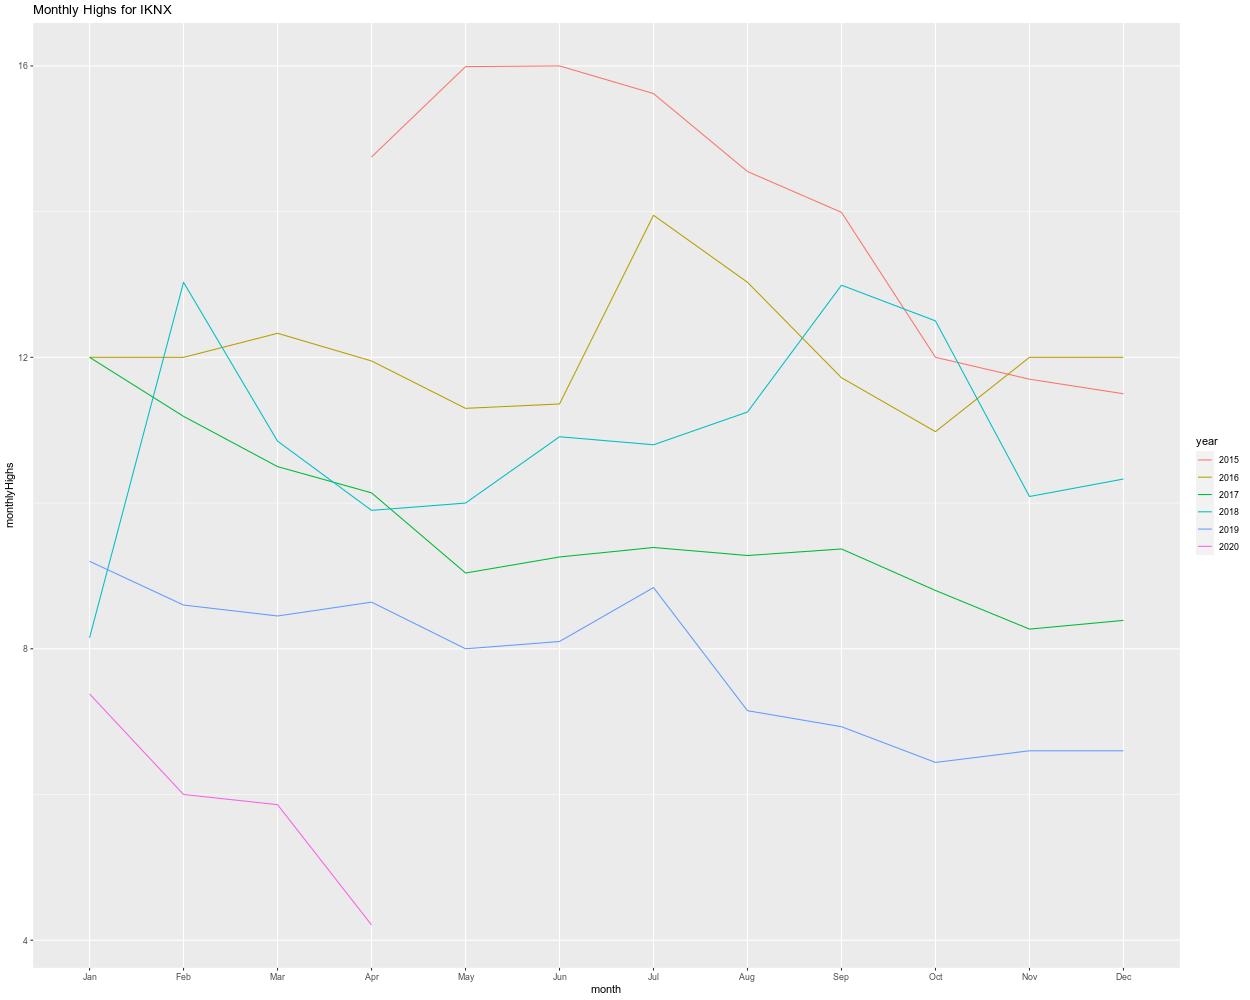 Monthly Highs for IKNX
16
12
8
4
monthlyHighs
Jan Feb Mar Apr May Jun Jul Aug Sep Oct Nov Dec
month
year
2015
2016
2017
2018
2019
2020